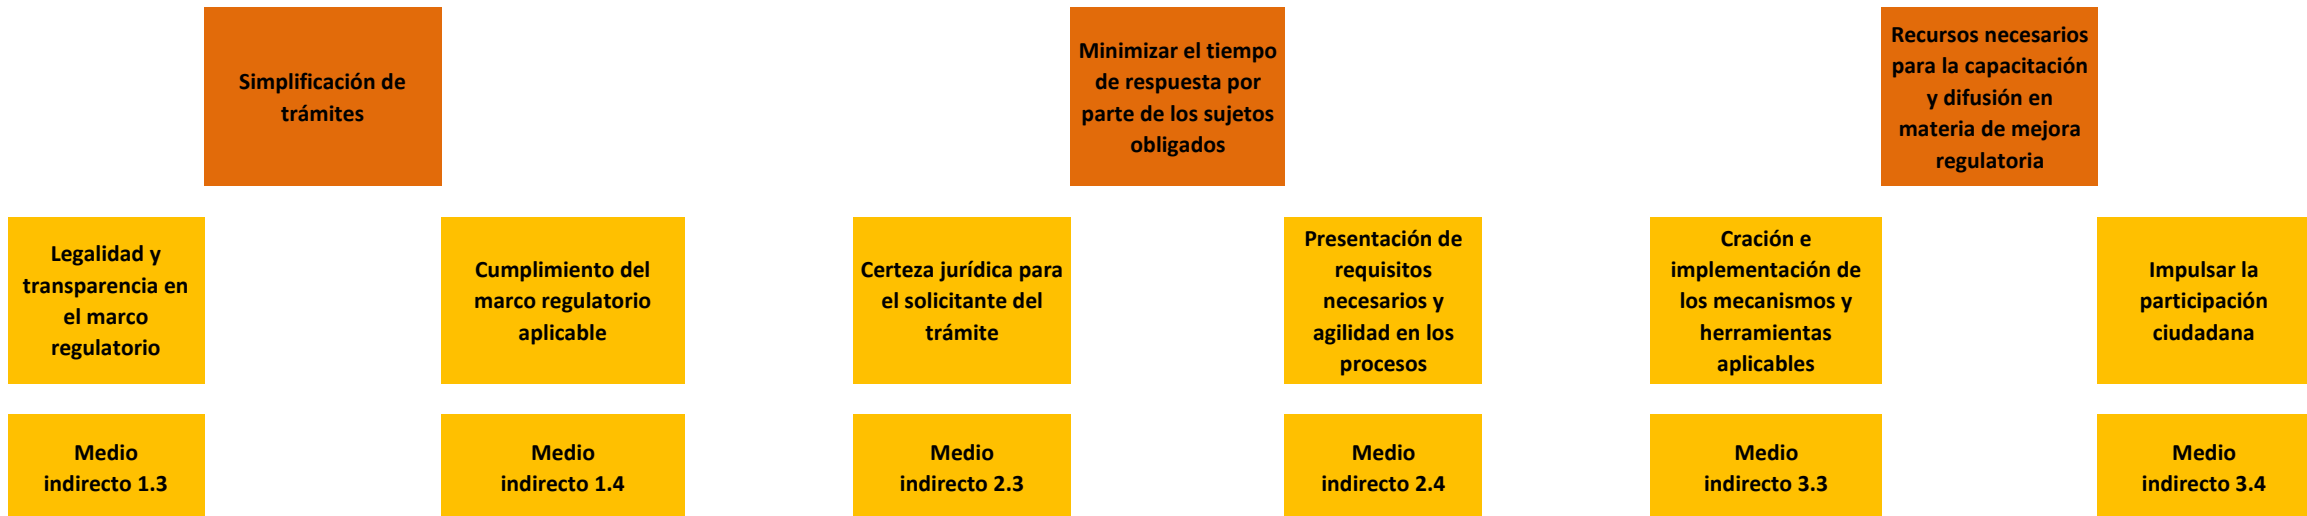 Simplificación de
trámites
Minimizar el tiempo
de respuesta por
parte de los sujetos
obligados
Recursos necesarios
para la capacitación
y difusión en
materia de mejora
regulatoria
Legalidad y
transparencia en
el marco
regulatorio
Cumplimiento del
marco regulatorio
aplicable
Certeza jurídica para
el solicitante del
trámite
Presentación de
requisitos
necesarios y
agilidad en los
procesos
Cración e
implementación de
los mecanismos y
herramientas
aplicables
Impulsar la
participación
ciudadana
Medio
indirecto 1.3
Medio
indirecto 1.4
Medio
indirecto 2.3
Medio
indirecto 2.4
Medio
indirecto 3.3
Medio
indirecto 3.4